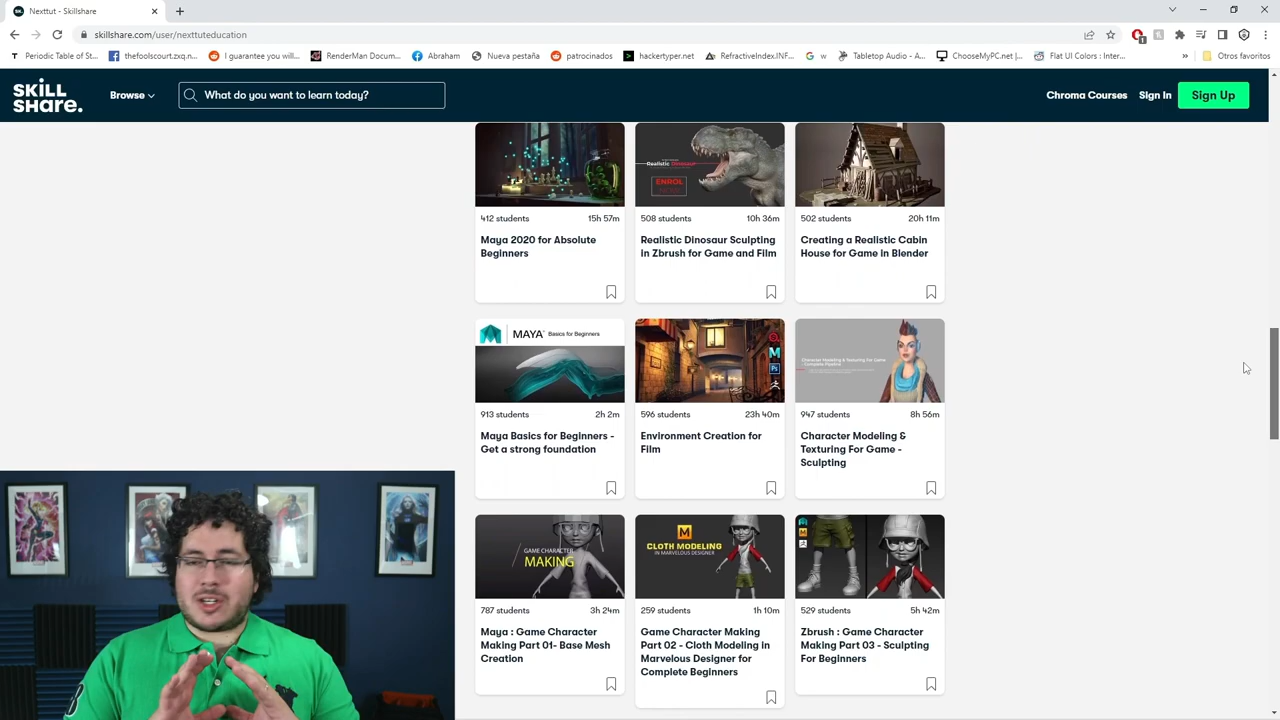 Nexttut - Skillshare
skillshare.com/user/nexttuteducation
Periodic Table of St...
thefoolscourt.zxq.n...
I guarantee you will...
RenderMan Docum...
Abraham
Nueva pestaña
patrocinados
hackertyper.net
RefractiveIndex.INF...
w
Tabletop Audio - A...
ChooseMyPC.net |...
Flat UI Colors : Inter...
»
Otros favoritos
SKILL
SHARE.
Browse
What do you want to learn today?
Chroma Courses
Sign In
Sign Up
Realistic Dinosaur
ENROL
412 students
15h 57m
508 students
10h 36m
502 students
20h 11m
Maya 2020 for Absolute
Beginners
Realistic Dinosaur Sculpting
in Zbrush for Game and Film
Creating a Realistic Cabin
House for Game in Blender
MAYA Basics for Beginners
Character Modeling & Texturing For Game
- Complete Pipeline
913 students
2h 2m
596 students
23h 40m
947 students
8h 56m
Maya Basics for Beginners -
Get a strong foundation
Environment Creation for
Film
Character Modeling &
Texturing For Game -
Sculpting
GAME CHARACTER
MAKING
CLOTH MODELING
IN MARVELOUS DESIGNER
787 students
3h 24m
259 students
1h 10m
529 students
5h 42m
Maya : Game Character
Making Part 01- Base Mesh
Creation
Game Character Making
Part 02 - Cloth Modeling in
Marvelous Designer for
Complete Beginners
Zbrush : Game Character
Making Part 03 - Sculpting
For Beginners